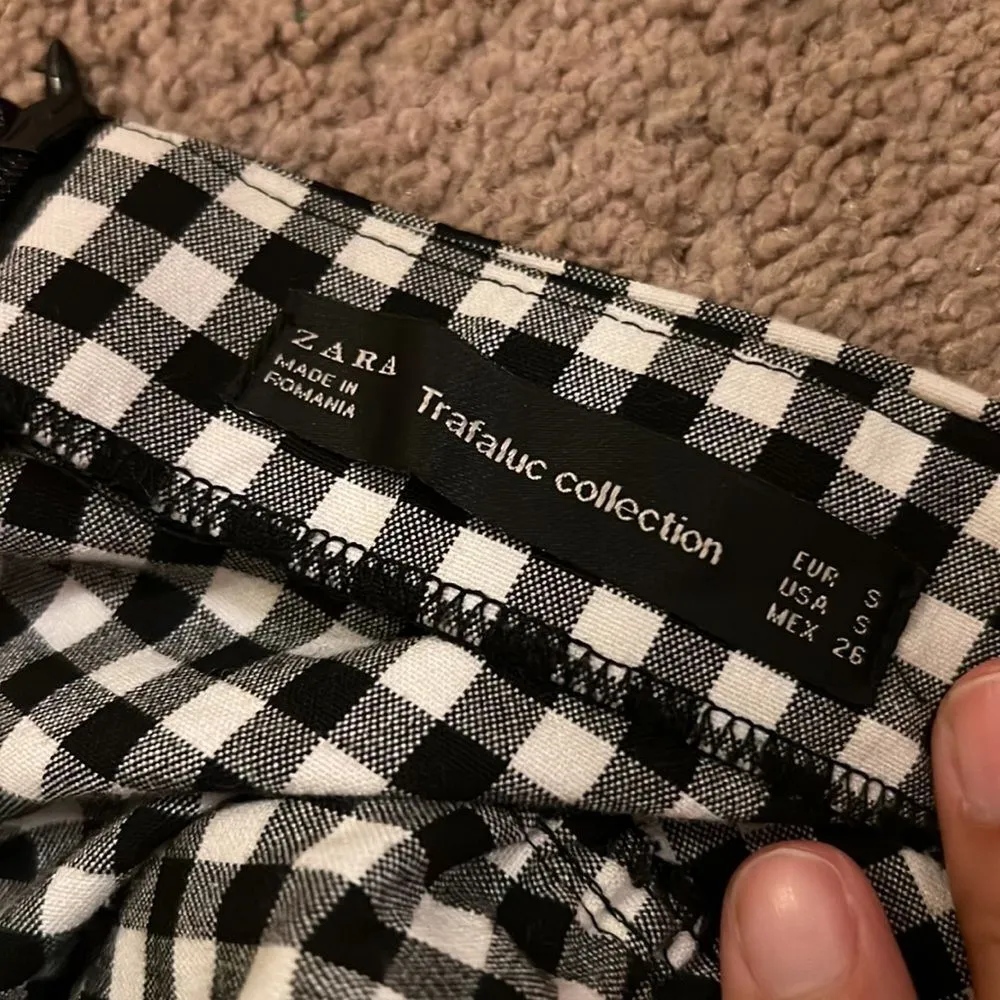 ZARA
MADE IN
ROMANIA
Trafaluc collection
EUR S
USA S
MEX 26